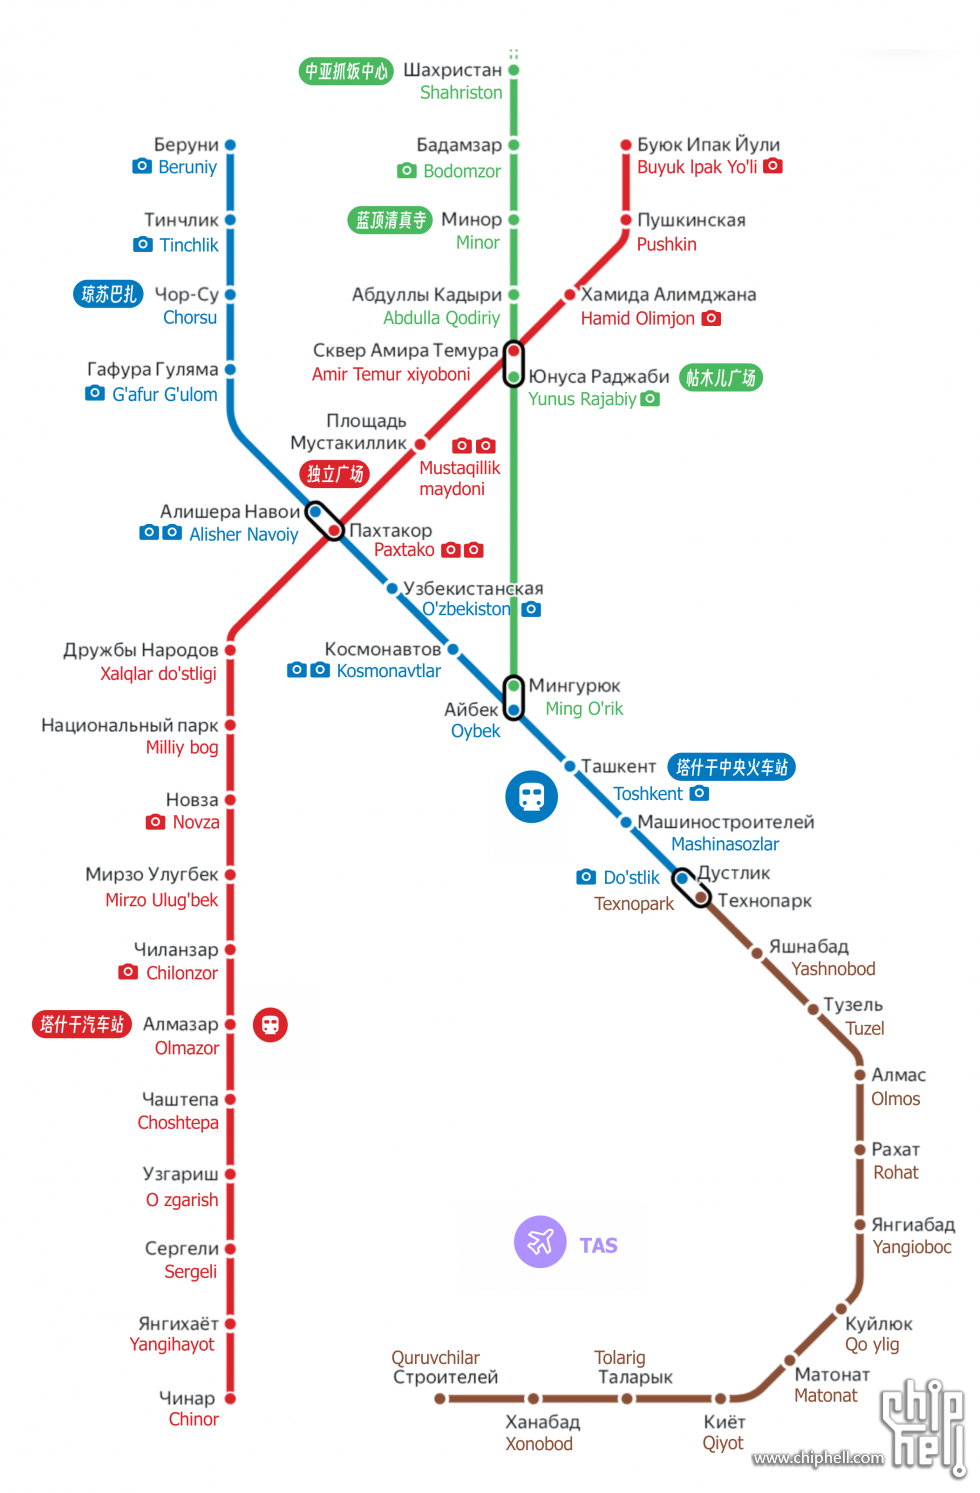 中亚抓饭中心
Шахристан
Shahriston
Беруни
Beruniy
Бадамзар
Bodomzor
Буюк Ипак Йули
Buyuk Ipak Yo'li
Тинчлик
Tinchlik
蓝顶清真寺
Минор
Minor
Пушкинская
Pushkin
琼苏巴扎
Чор-Су
Chorsu
Абдуллы Кадыри
Abdulla Qodiriy
Хамида Алимджана
Hamid Olimjon
Гафура Гуляма
G'afur G'ulom
Сквер Амира Темура
Amir Temur xiyoboni
Юнуса Раджаби
帖木儿广场
Yunus Rajabiy
Площадь
Мустакиллик
独立广场
Mustaqillik
maydoni
Алишера Навои
Alisher Navoiy
Пахтакор
Paxtako
Узбекистанская
O'zbekiston
Дружбы Народов
Xalqlar do'stligi
Космонавтов
Kosmonavtlar
Мингурюк
Ming O'rik
Айбек
Oybek
Национальный парк
Milliy bog
Ташкент
塔什干中央火车站
Toshkent
Новза
Novza
Машиностроителей
Mashinasozlar
Мирзо Улугбек
Mirzo Ulug'bek
Do'stlik
Дустлик
Texnopark
Технопарк
Чиланзар
Chilonzor
Яшнабад
Yashnobod
塔什干汽车站
Алмазар
Olmazor
Тузель
Tuzel
Чаштепа
Choshtepa
Алмас
Olmos
Узгариш
O zgarish
Рахат
Rohat
Сергели
Sergeli
TAS
Янгиабад
Yangioboc
Янгихаёт
Yangihayot
Куйлюк
Qo ylig
Чинар
Chinor
Quruvchilar
Строителей
Ханабад
Xonobod
Tolarig
Таларык
Киёт
Qiyot
Матонат
Matonat
www.chiphell.com
chip
hell